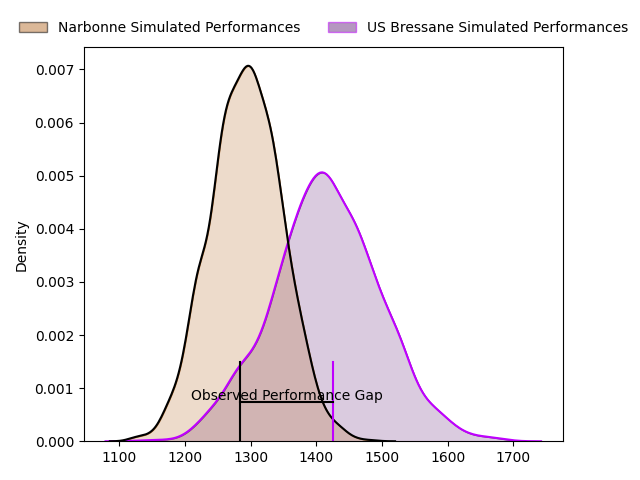 Narbonne Simulated Performances
US Bressane Simulated Performances
0.007
0.006
0.005
0.004
0.003
0.002
0.001
0.000
Density
Observed Performance Gap
1100 1200 1300 1400 1500 1600 1700